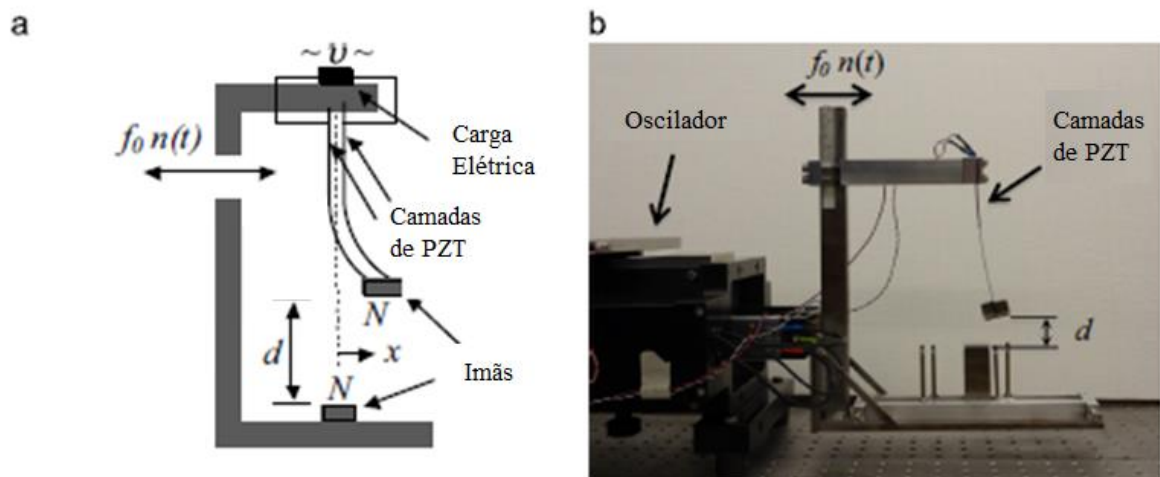 a
~ υ ~
f₀ n(t)
Carga
Elétrica
Camadas
de PZT
N
d
x
N
Imãs
b
f₀ n(t)
Oscilador
Camadas
de PZT
d